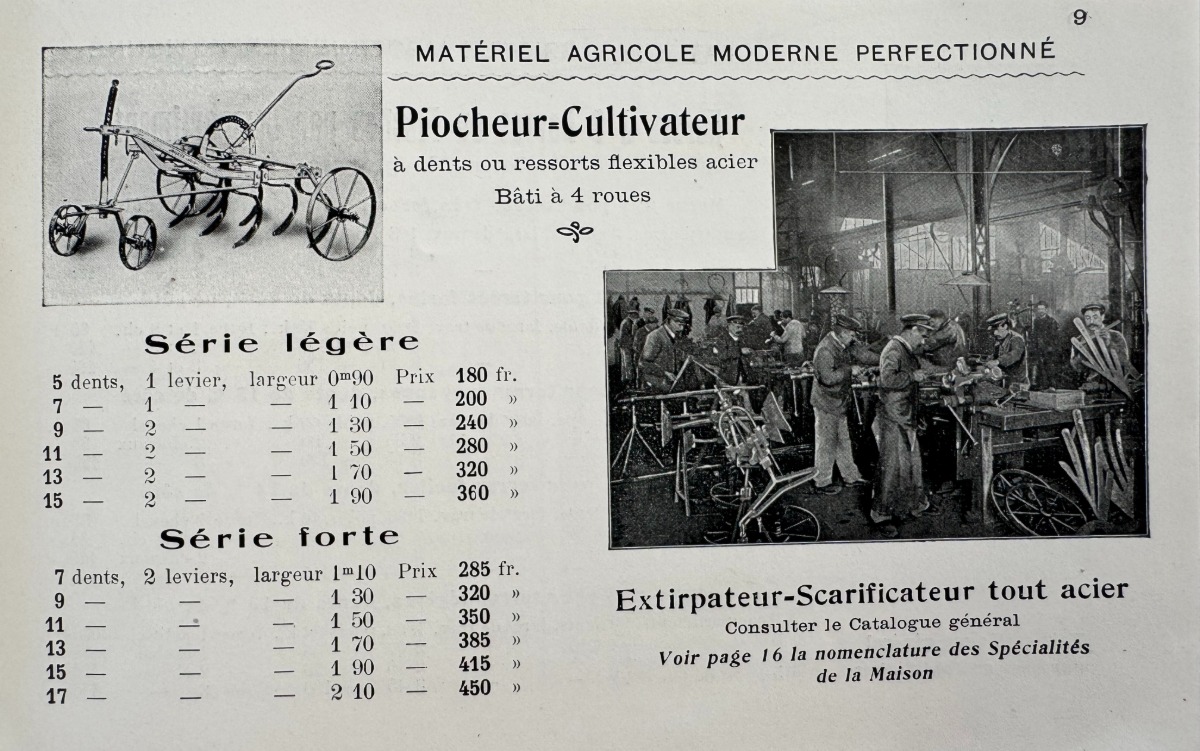 9
MATÉRIEL AGRICOLE MODERNE PERFECTIONNÉ
Piocheur=Cultivateur
à dents ou ressorts flexibles acier
Bâti à 4 roues
Série légère
5 dents, 1 levier, largeur 0m90 Prix 180 fr.
7 — 1 — — 1 10 — 200 »
9 — 2 — — 1 30 — 240 »
11 — 2 — — 1 50 — 280 »
13 — 2 — — 1 70 — 320 »
15 — 2 — — 1 90 — 360 »
Série forte
7 dents, 2 leviers, largeur 1m10 Prix 285 fr.
9 — — — 1 30 — 320 »
11 — — — 1 50 — 350 »
13 — — — 1 70 — 385 »
15 — — — 1 90 — 415 »
17 — — — 2 10 — 450 »
Extirpateur-Scarificateur tout acier
Consulter le Catalogue général
Voir page 16 la nomenclature des Spécialités
de la Maison